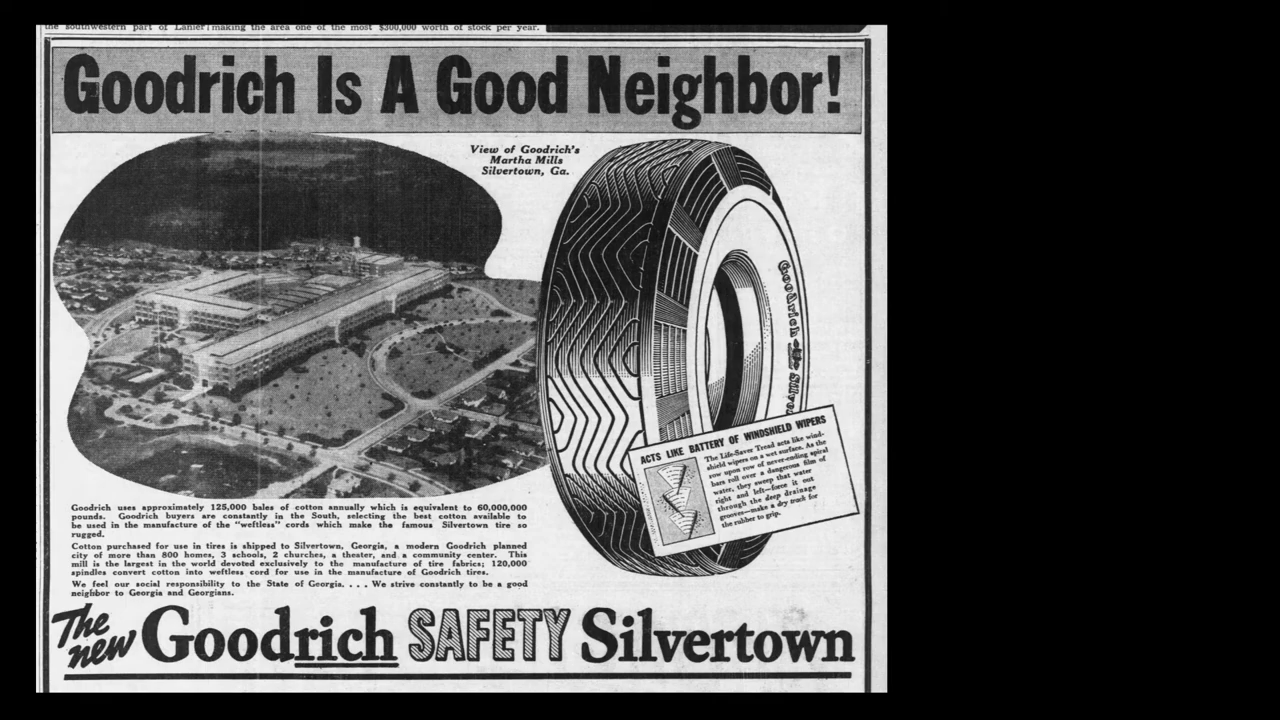 the southwestern part of Lanier making the area one of the most $300,000 worth of stock per year.
Goodrich Is A Good Neighbor!
View of Goodrich's
Martha Mills
Silvertown, Ga.
Goodrich Silver
ACTS LIKE BATTERY OF WINDSHIELD WIPERS
The Life-Saver Tread acts like wind-
shield wipers on a wet surface. As the
row upon row of never-ending spiral
bars roll over a dangerous film of
water, they sweep that water
right and left—force it out
through the deep drainage
grooves—make a dry track for
the rubber to grip.
Goodrich uses approximately 125,000 bales of cotton annually which is equivalent to 60,000,000
pounds. Goodrich buyers are constantly in the South, selecting the best cotton available to
be used in the manufacture of the "weftless" cords which make the famous Silvertown tire so
rugged.
Cotton purchased for use in tires is shipped to Silvertown, Georgia, a modern Goodrich planned
city of more than 800 homes, 3 schools, 2 churches, a theater, and a community center. This
mill is the largest in the world devoted exclusively to the manufacture of tire fabrics; 120,000
spindles convert cotton into weftless cord for use in the manufacture of Goodrich tires.
We feel our social responsibility to the State of Georgia. . . . We strive constantly to be a good
neighbor to Georgia and Georgians.
The new Goodrich SAFETY Silvertown